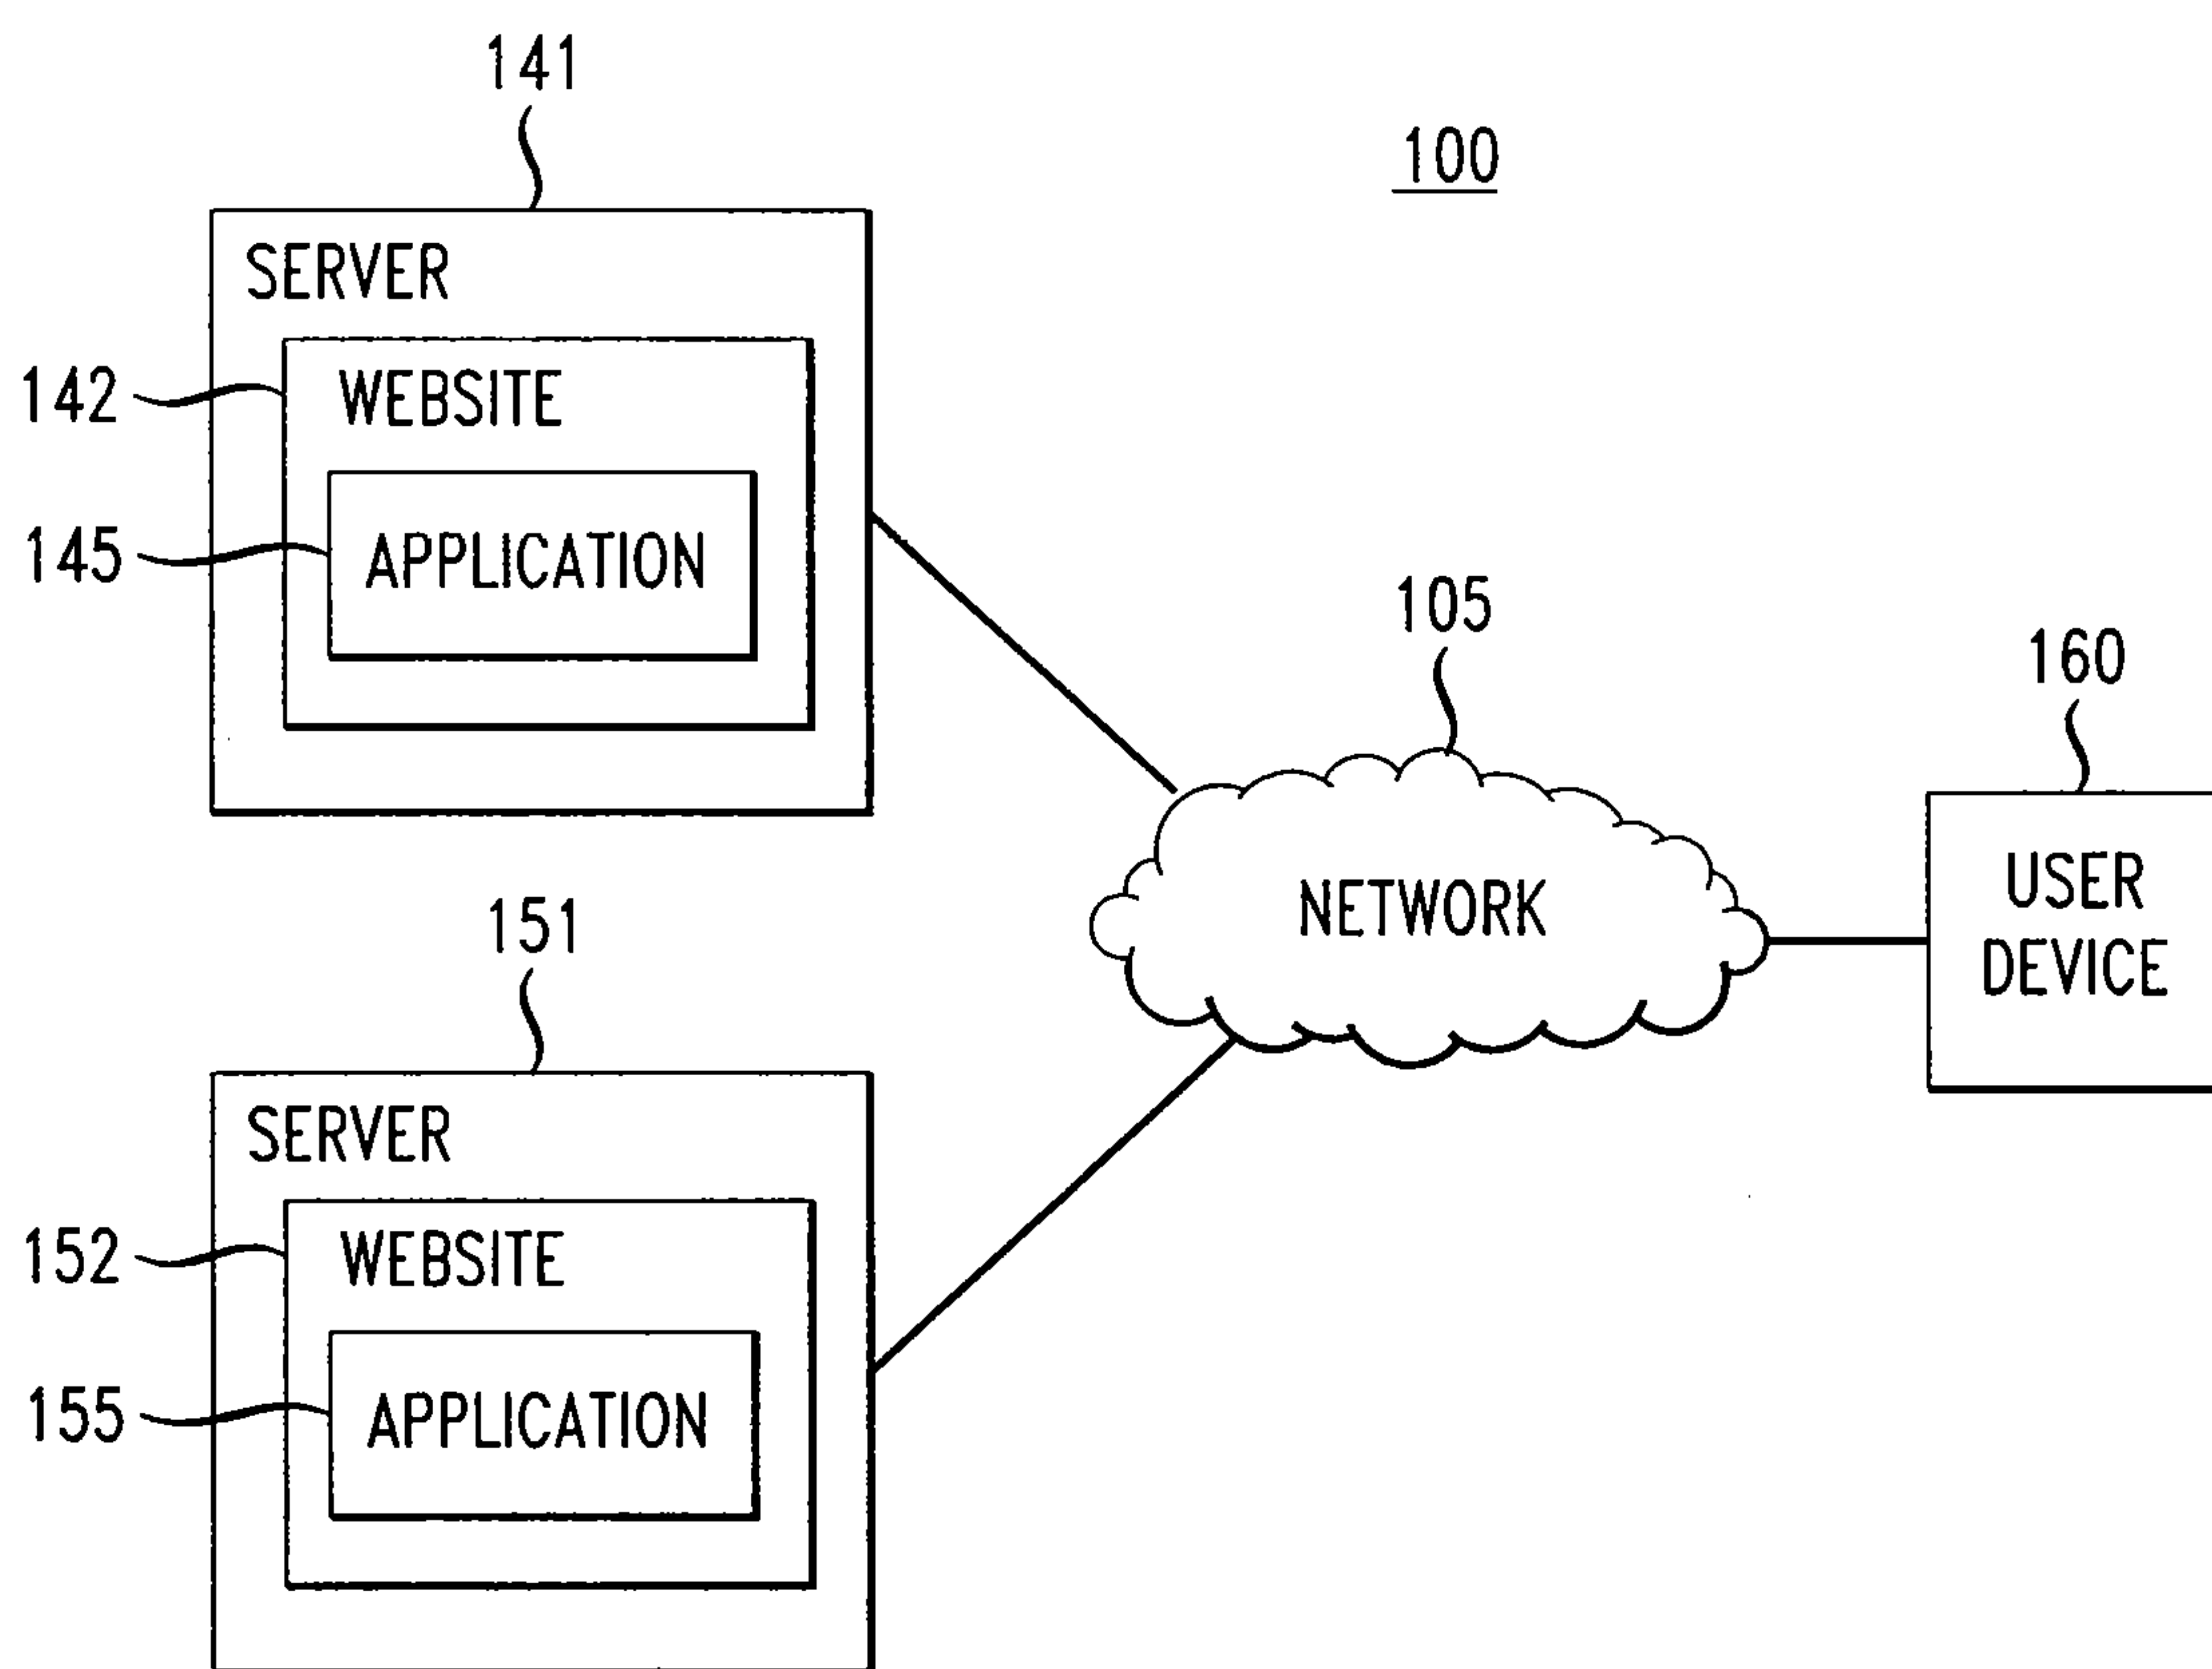 141
100
SERVER
142
WEBSITE
145
APPLICATION
105
160
NETWORK
USER
DEVICE
151
SERVER
152
WEBSITE
155
APPLICATION